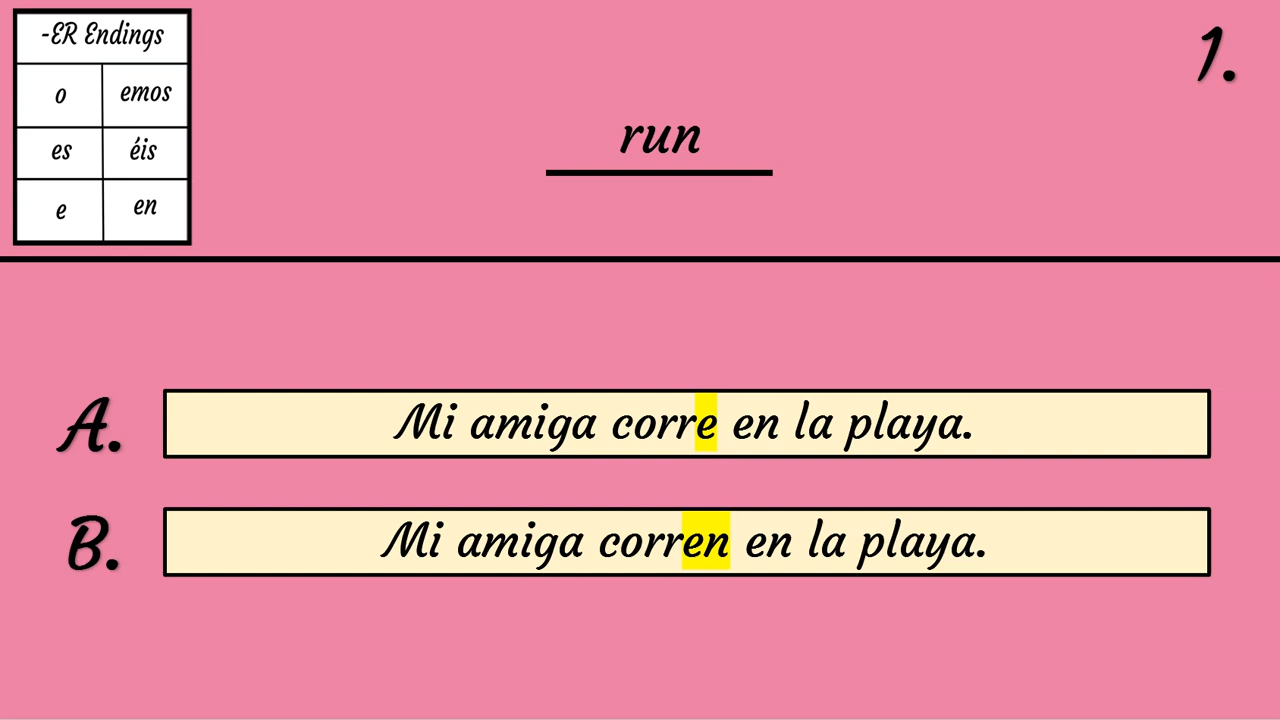 -ER Endings
o emos
es éis
e en
1.
run
A. Mi amiga corre en la playa.
B. Mi amiga corren en la playa.